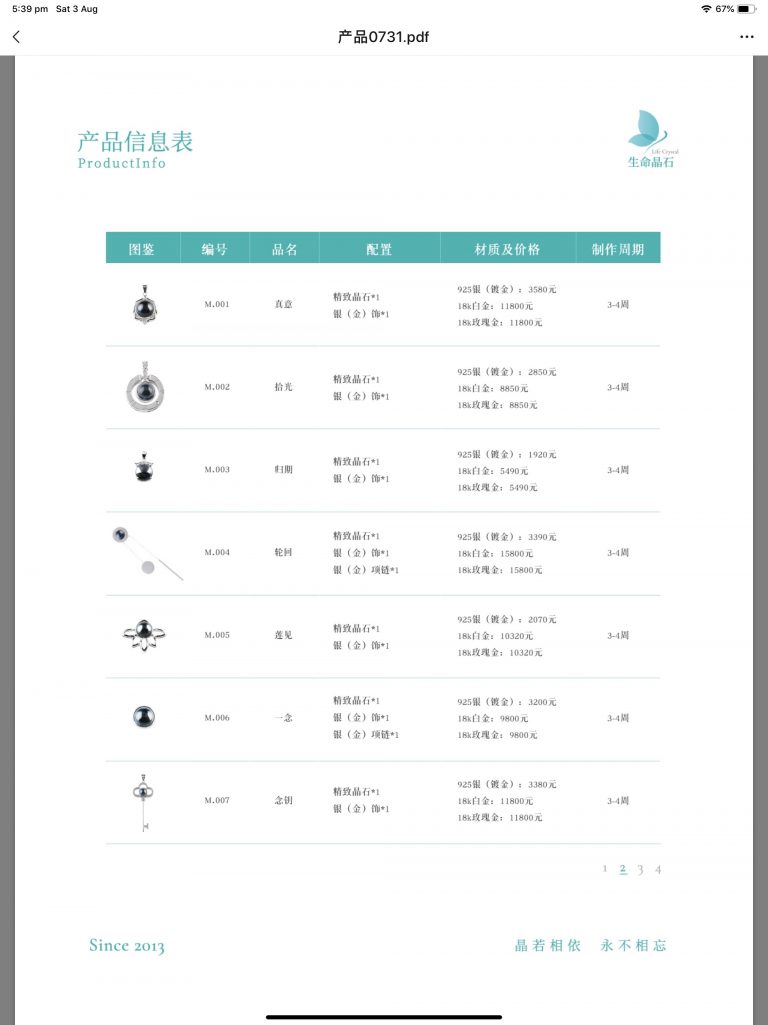 5:39 pm Sat 3 Aug
67%
产品0731.pdf
产品信息表
ProductInfo
Life Crystal
生命晶石
图鉴 编号 品名 配置 材质及价格 制作周期
M.001 真意 精致晶石*1 银（金）饰*1 925银（镀金）：3580元 18k白金：11800元 18k玫瑰金：11800元 3-4周
M.002 拾光 精致晶石*1 银（金）饰*1 925银（镀金）：2850元 18k白金：8850元 18k玫瑰金：8850元 3-4周
M.003 归期 精致晶石*1 银（金）饰*1 925银（镀金）：1920元 18k白金：5490元 18k玫瑰金：5490元 3-4周
M.004 轮回 精致晶石*1 银（金）饰*1 银（金）项链*1 925银（镀金）：3390元 18k白金：15800元 18k玫瑰金：15800元 3-4周
M.005 莲见 精致晶石*1 银（金）饰*1 925银（镀金）：2070元 18k白金：10320元 18k玫瑰金：10320元 3-4周
M.006 一念 精致晶石*1 银（金）饰*1 银（金）项链*1 925银（镀金）：3200元 18k白金：9800元 18k玫瑰金：9800元 3-4周
M.007 念钥 精致晶石*1 银（金）饰*1 925银（镀金）：3380元 18k白金：11800元 18k玫瑰金：11800元 3-4周
1 2 3 4
Since 2013
晶若相依 永不相忘